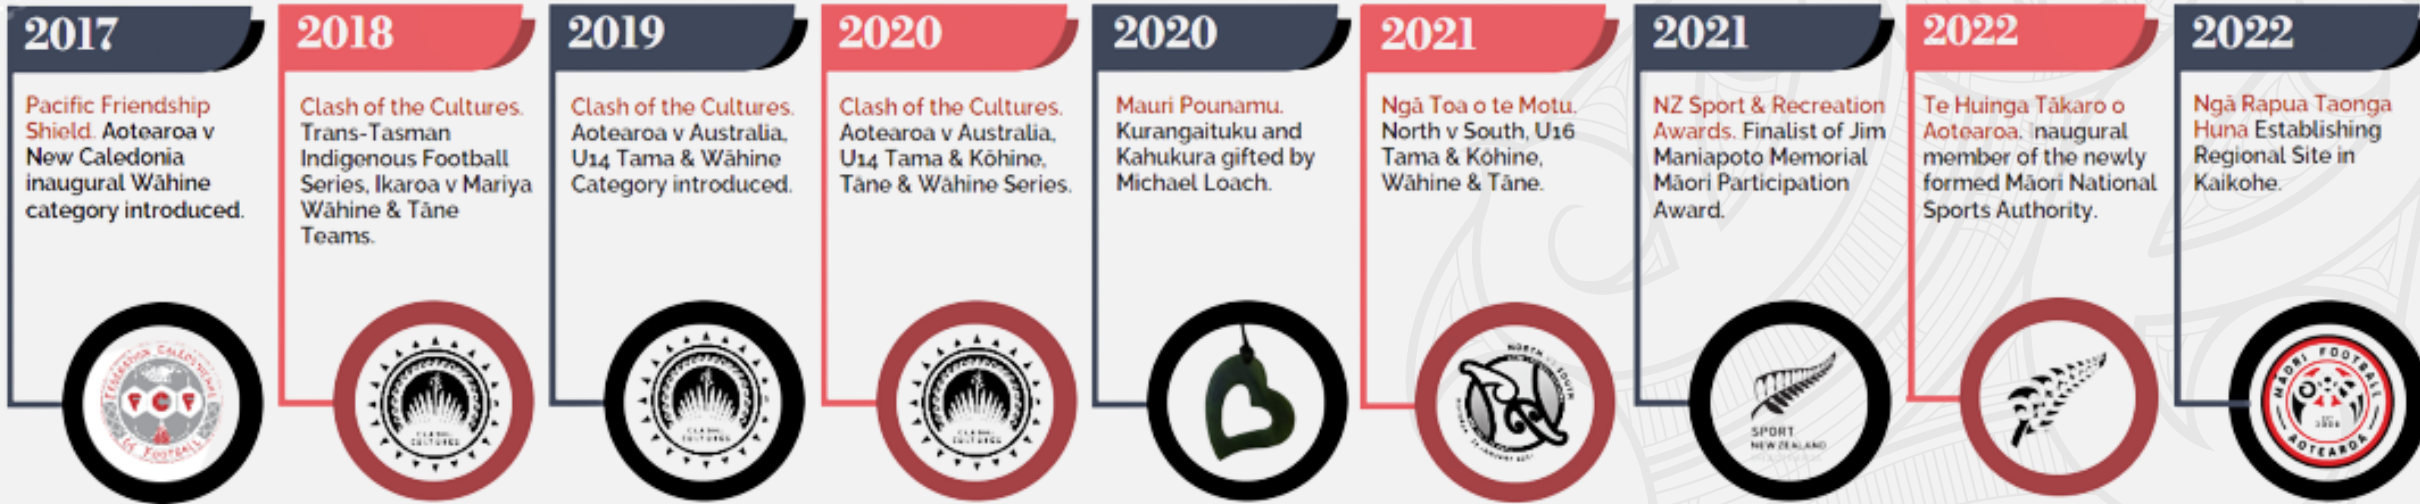 2017
Pacific Friendship
Shield. Aotearoa v
New Caledonia
inaugural Wāhine
category introduced.
2018
Clash of the Cultures.
Trans-Tasman
Indigenous Football
Series, Ikaroa v Mariya
Wāhine & Tāne
Teams.
CULTURES
2019
Clash of the Cultures.
Aotearoa v Australia,
U14 Tama & Wāhine
Category introduced.
CULTURES
2020
Clash of the Cultures.
Aotearoa v Australia,
U14 Tama & Kōhine,
Tāne & Wāhine Series.
CULTURES
2020
Mauri Pounamu.
Kurangaituku and
Kahukura gifted by
Michael Loach.
2021
Ngā Toa o te Motu.
North v South, U16
Tama & Kōhine,
Wāhine & Tāne.
NORTH
SOUTH
2021
NZ Sport & Recreation
Awards. Finalist of Jim
Maniapoto Memorial
Māori Participation
Award.
SPORT
NEW ZEALAND
2022
Te Huinga Tākaro o
Aotearoa. Inaugural
member of the newly
formed Māori National
Sports Authority.
2022
Ngā Rapua Taonga
Huna Establishing
Regional Site in
Kaikohe.
MAORI FOOTBALL
AOTEAROA